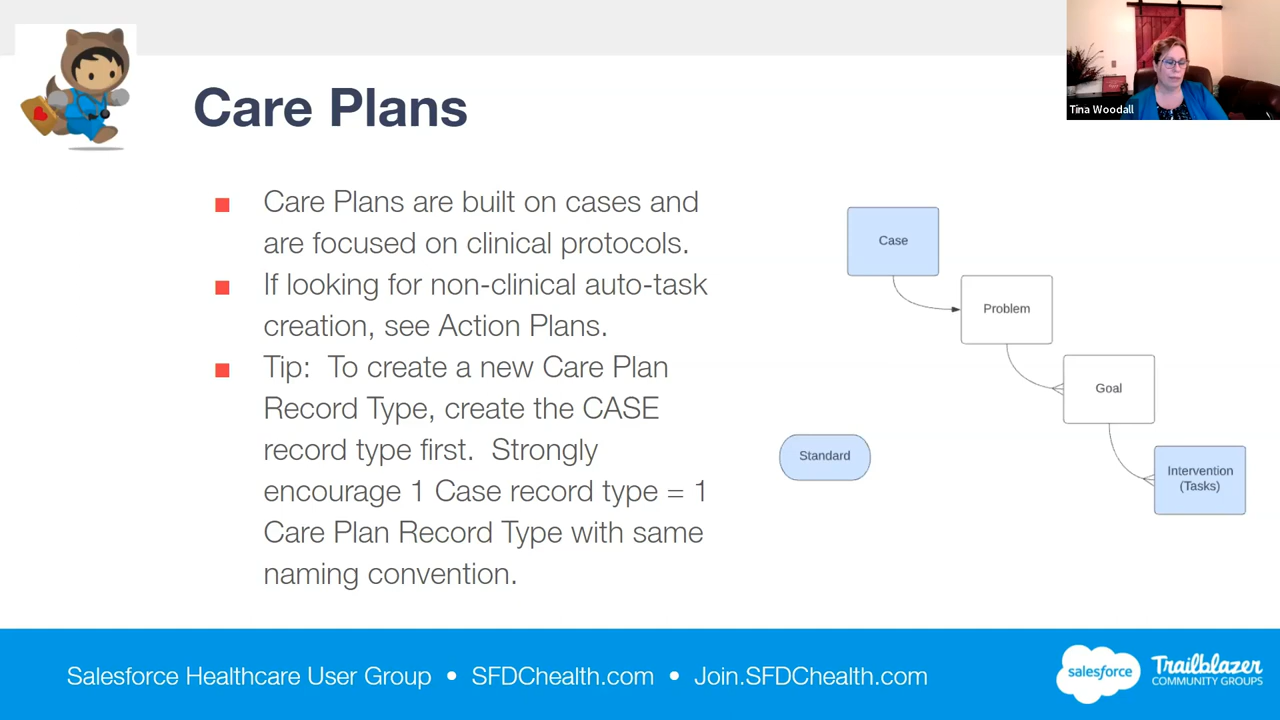 Tina Woodall
Care Plans
Care Plans are built on cases and
are focused on clinical protocols.
If looking for non-clinical auto-task
creation, see Action Plans.
Tip:  To create a new Care Plan
Record Type, create the CASE
record type first.  Strongly
encourage 1 Case record type = 1
Care Plan Record Type with same
naming convention.
Case
Problem
Goal
Standard
Intervention
(Tasks)
Salesforce Healthcare User Group • SFDChealth.com • Join.SFDChealth.com
salesforce
Trailblazer
COMMUNITY GROUPS